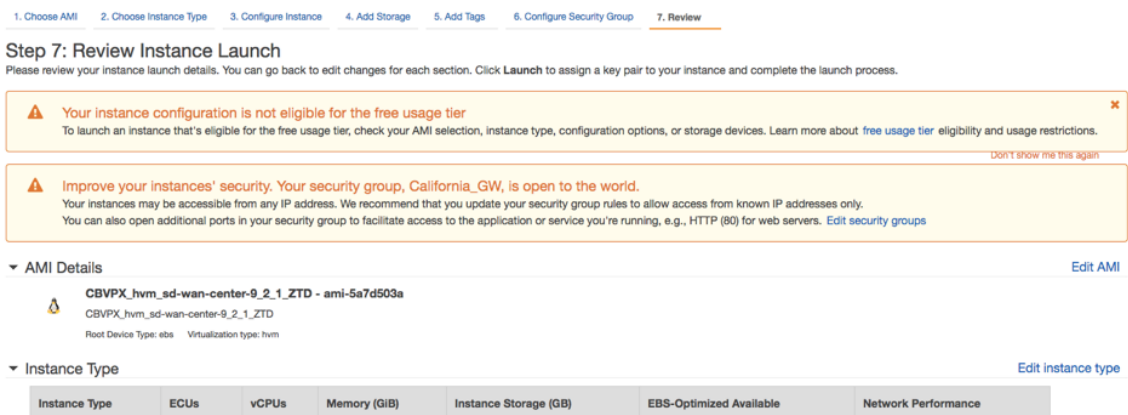 1. Choose AMI 2. Choose Instance Type 3. Configure Instance 4. Add Storage 5. Add Tags 6. Configure Security Group 7. Review
Step 7: Review Instance Launch
Please review your instance launch details. You can go back to edit changes for each section. Click Launch to assign a key pair to your instance and complete the launch process.
Your instance configuration is not eligible for the free usage tier
To launch an instance that's eligible for the free usage tier, check your AMI selection, instance type, configuration options, or storage devices. Learn more about free usage tier eligibility and usage restrictions.
Don't show me this again
Improve your instances' security. Your security group, California_GW, is open to the world.
Your instances may be accessible from any IP address. We recommend that you update your security group rules to allow access from known IP addresses only.
You can also open additional ports in your security group to facilitate access to the application or service you're running, e.g., HTTP (80) for web servers. Edit security groups
AMI Details Edit AMI
CBVPX_hvm_sd-wan-center-9_2_1_ZTD - ami-5a7d503a
CBVPX_hvm_sd-wan-center-9_2_1_ZTD
Root Device Type: ebs Virtualization type: hvm
Instance Type Edit instance type
Instance Type ECUs vCPUs Memory (GiB) Instance Storage (GB) EBS-Optimized Available Network Performance